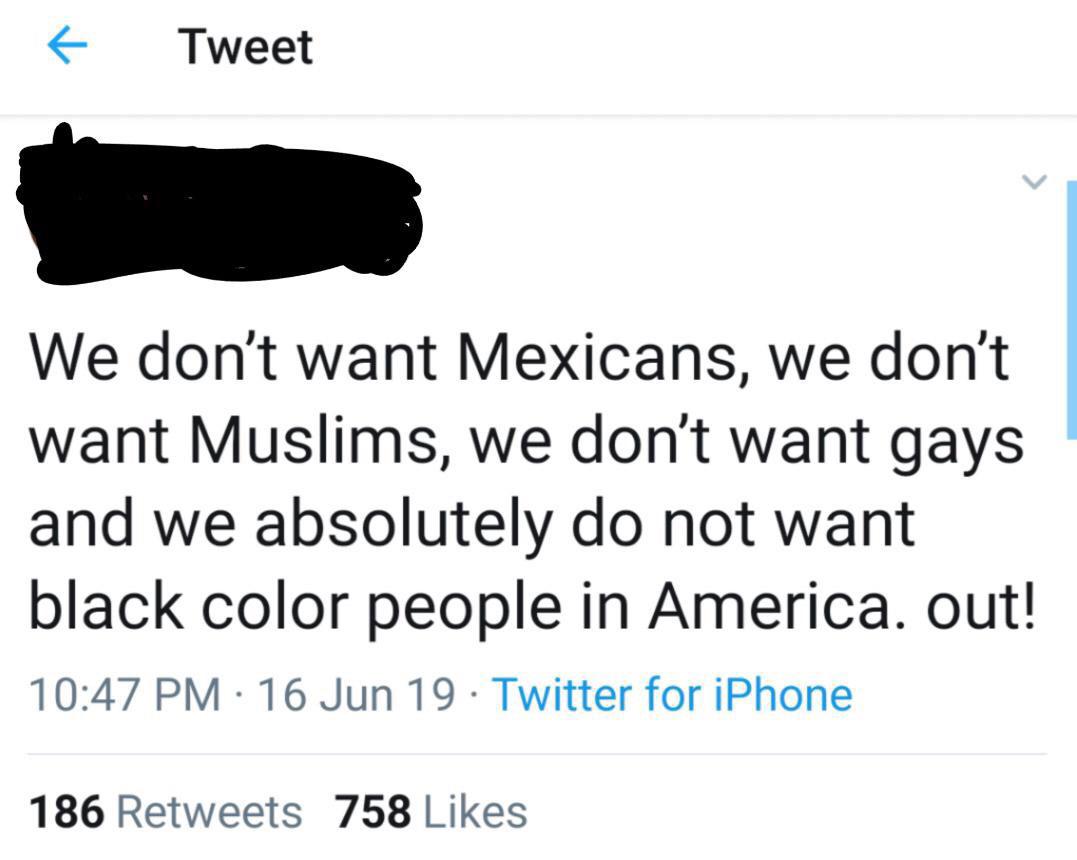 Tweet
We don't want Mexicans, we don't
want Muslims, we don't want gays
and we absolutely do not want
black color people in America. out!
10:47 PM · 16 Jun 19 · Twitter for iPhone
186 Retweets 758 Likes